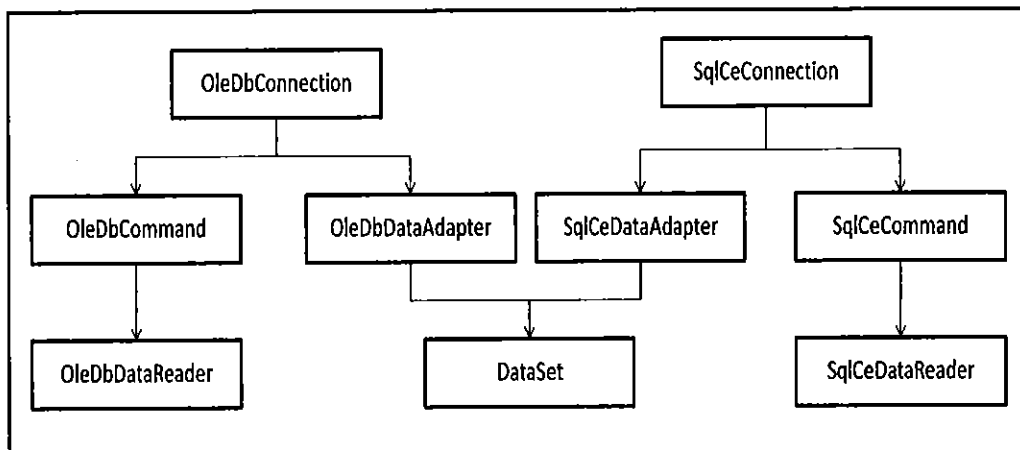 OleDbConnection
SqlCeConnection
OleDbCommand
OleDbDataAdapter
SqlCeDataAdapter
SqlCeCommand
OleDbDataReader
DataSet
SqlCeDataReader